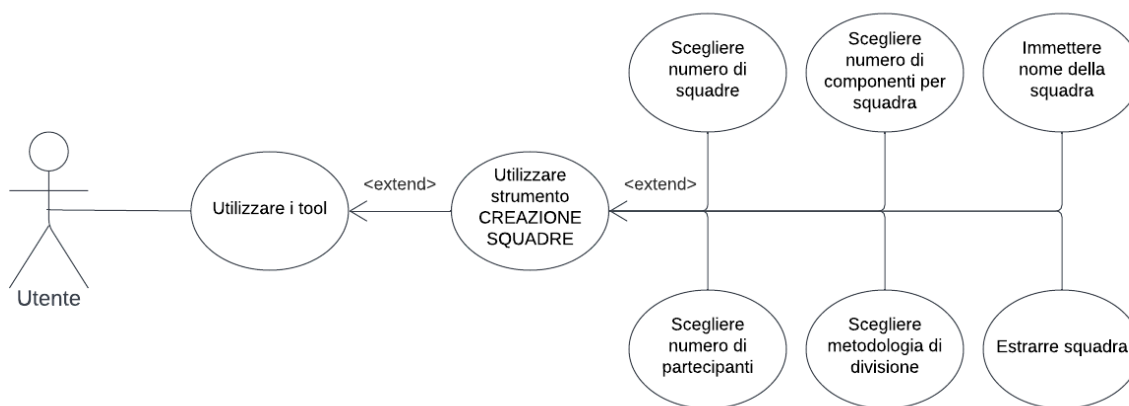 Scegliere
numero di
squadre
Scegliere
numero di
componenti per
squadra
Immettere
nome della
squadra
Utente
Utilizzare i tool
<extend>
Utilizzare
strumento
CREAZIONE
SQUADRE
<extend>
Scegliere
numero di
partecipanti
Scegliere
metodologia di
divisione
Estrarre squadra